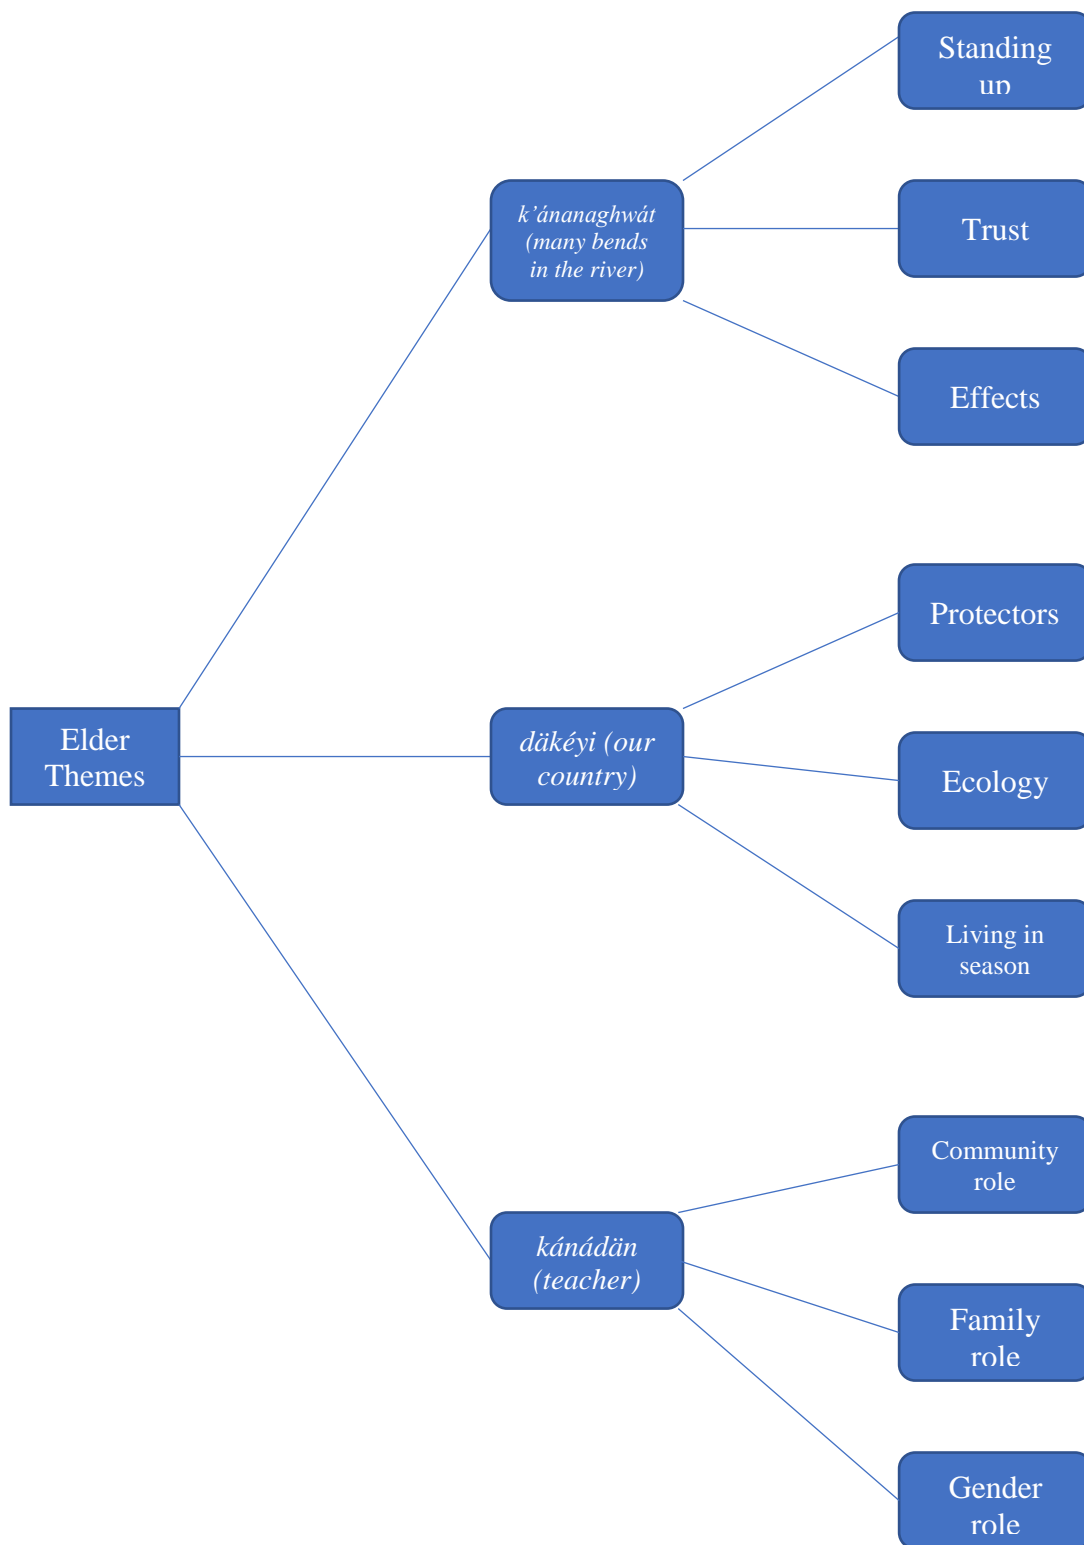 Standing
up
k’ánanaghwát
(many bends
in the river)
Trust
Effects
Protectors
Elder
Themes
däkéyi (our
country)
Ecology
Living in
season
Community
role
kánádän
(teacher)
Family
role
Gender
role